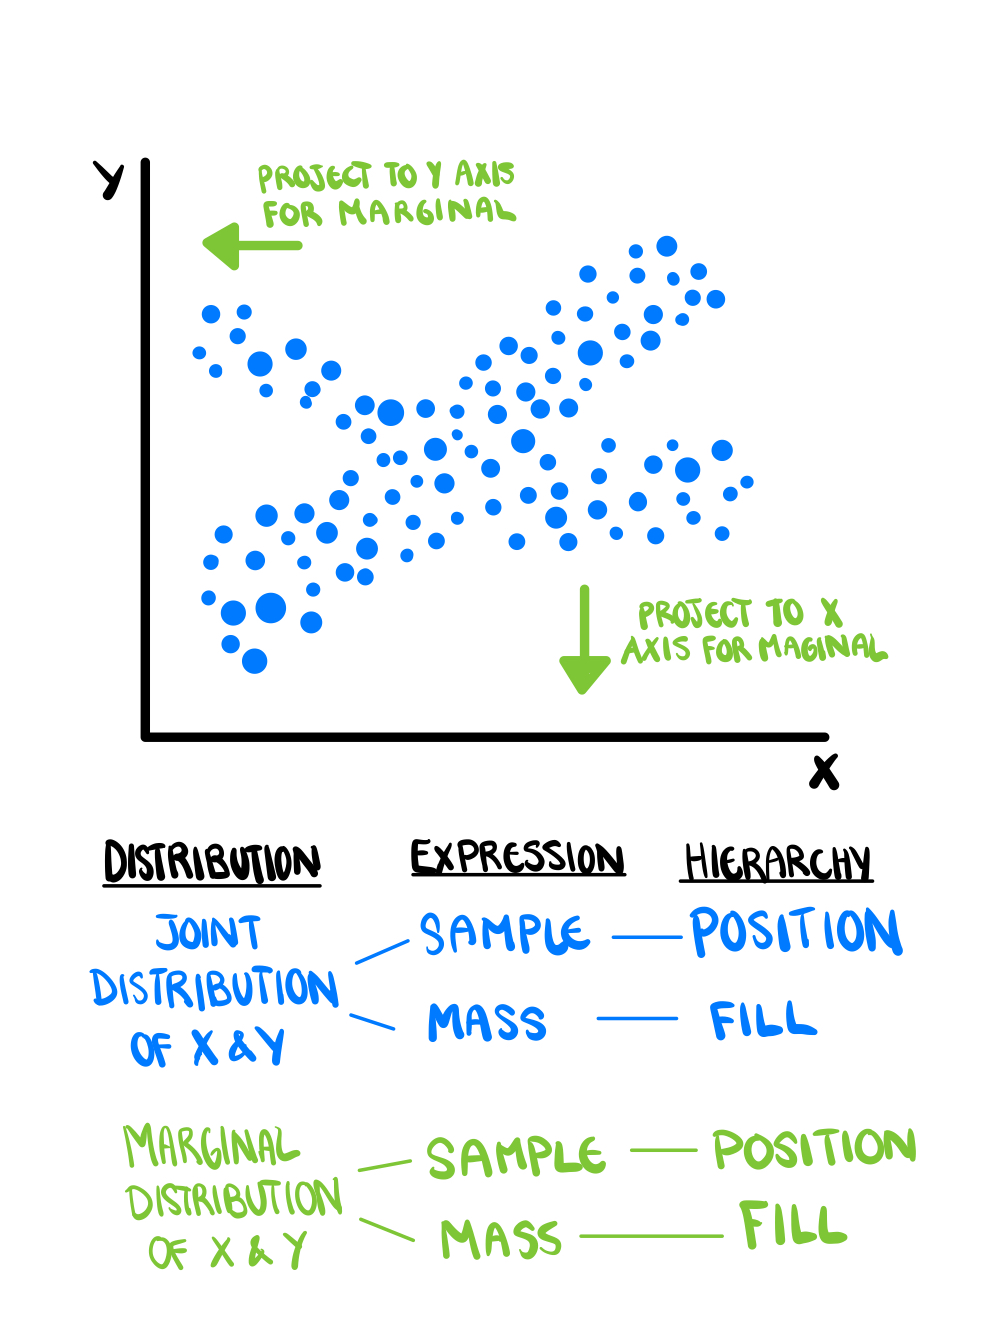 Y
PROJECT TO Y AXIS
FOR MARGINAL
PROJECT TO X
AXIS FOR MAGINAL
X
DISTRIBUTION EXPRESSION HIERARCHY
JOINT
DISTRIBUTION
OF X & Y
SAMPLE POSITION
MASS FILL
MARGINAL
DISTRIBUTION
OF X & Y
SAMPLE POSITION
MASS FILL